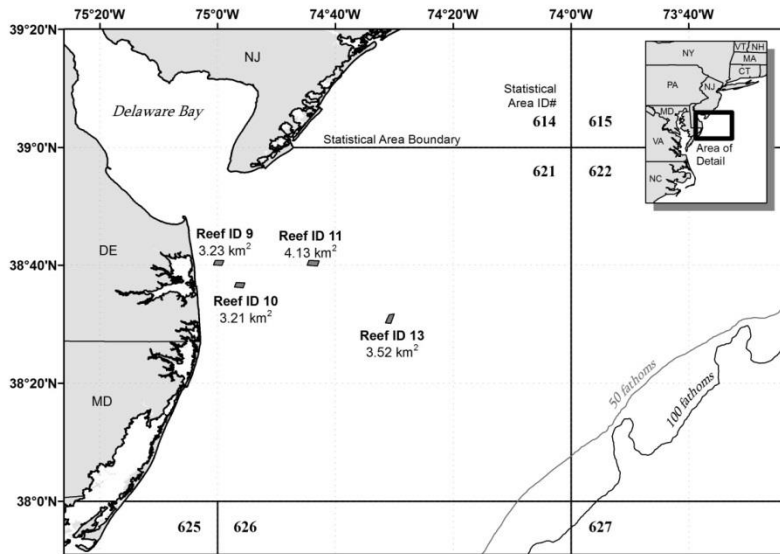 75°20'W 75°0'W 74°40'W 74°20'W 74°0'W 73°40'W
39°20'N
39°0'N
38°40'N
38°20'N
38°0'N
NJ
Delaware Bay
Statistical
Area ID#
614 615
Statistical Area Boundary
621 622
NY
VT NH
MA
CT
PA
NJ
MD
VA
NC
Area of
Detail
DE
Reef ID 9
3.23 km²
Reef ID 11
4.13 km²
Reef ID 10
3.21 km²
Reef ID 13
3.52 km²
MD
50 fathoms
100 fathoms
625 626 627